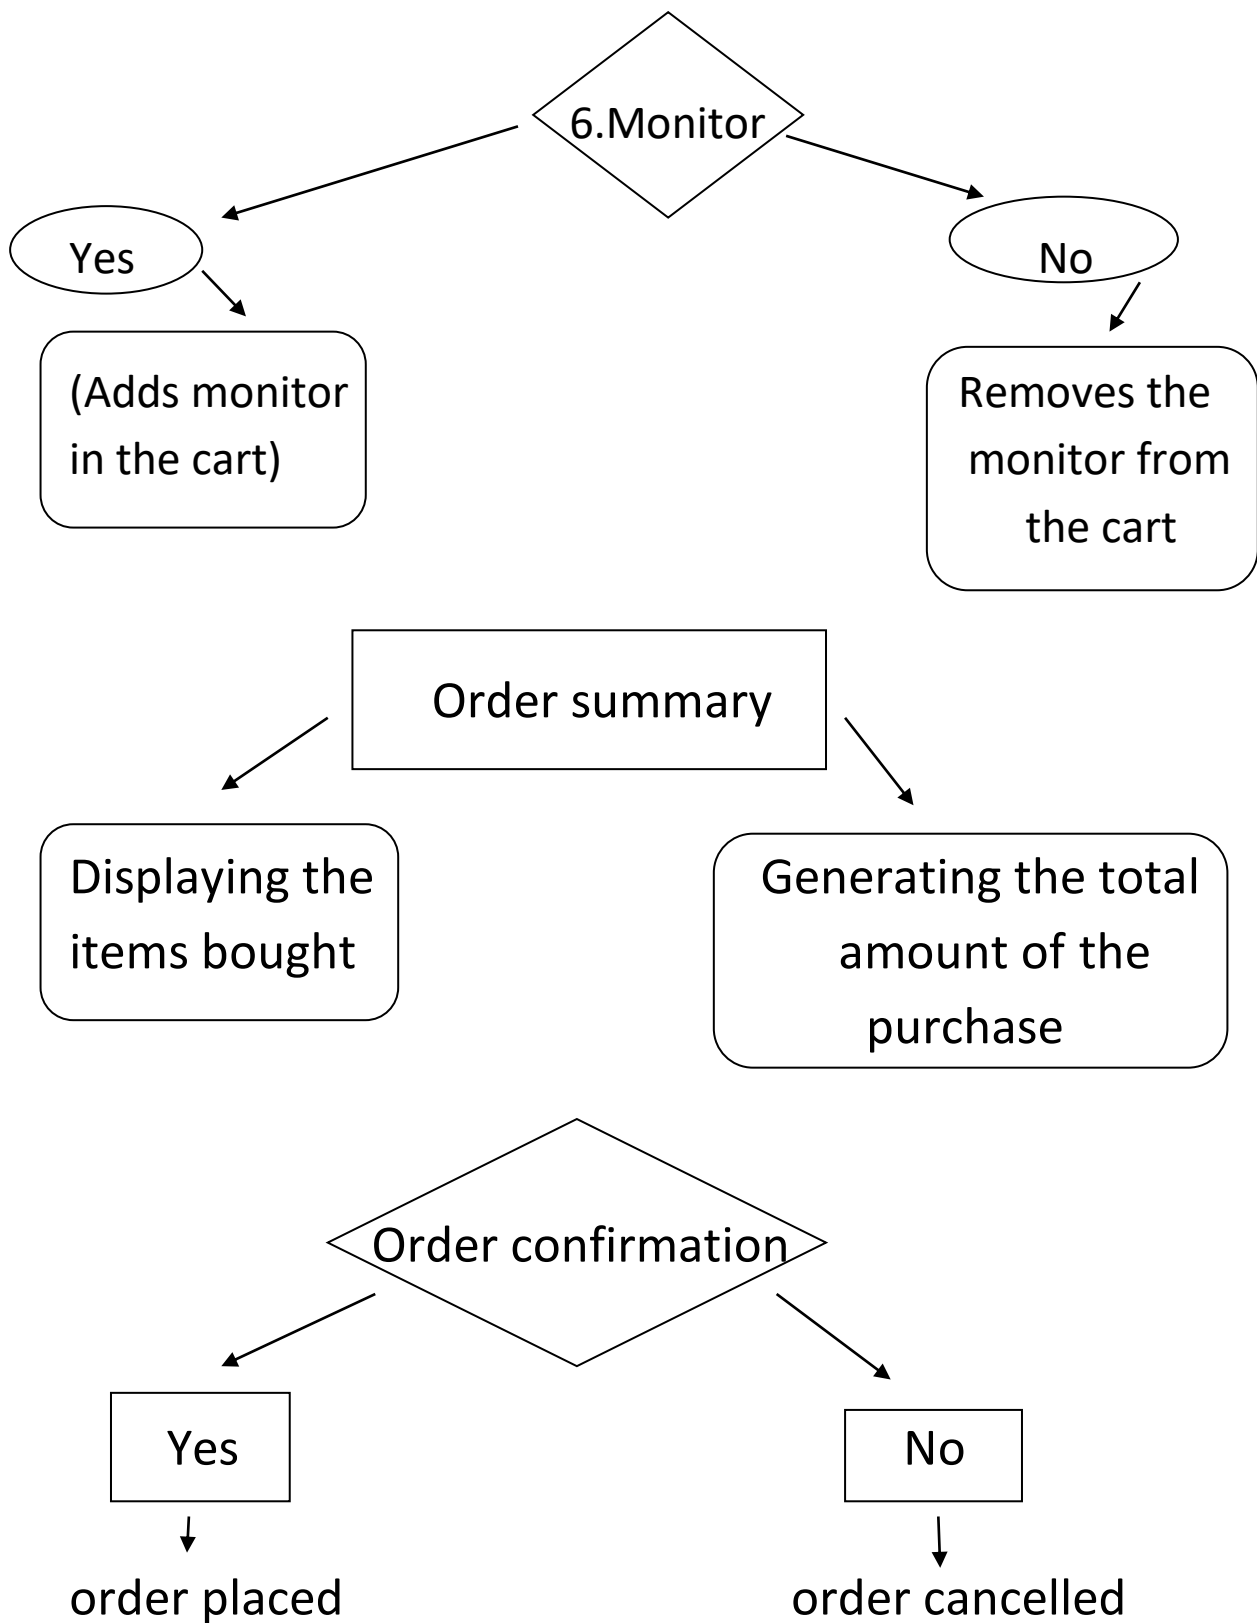 6.Monitor
Yes
No
(Adds monitor
in the cart)
Removes the
monitor from
the cart
Order summary
Displaying the
items bought
Generating the total
amount of the
purchase
Order confirmation
Yes
No
order placed
order cancelled